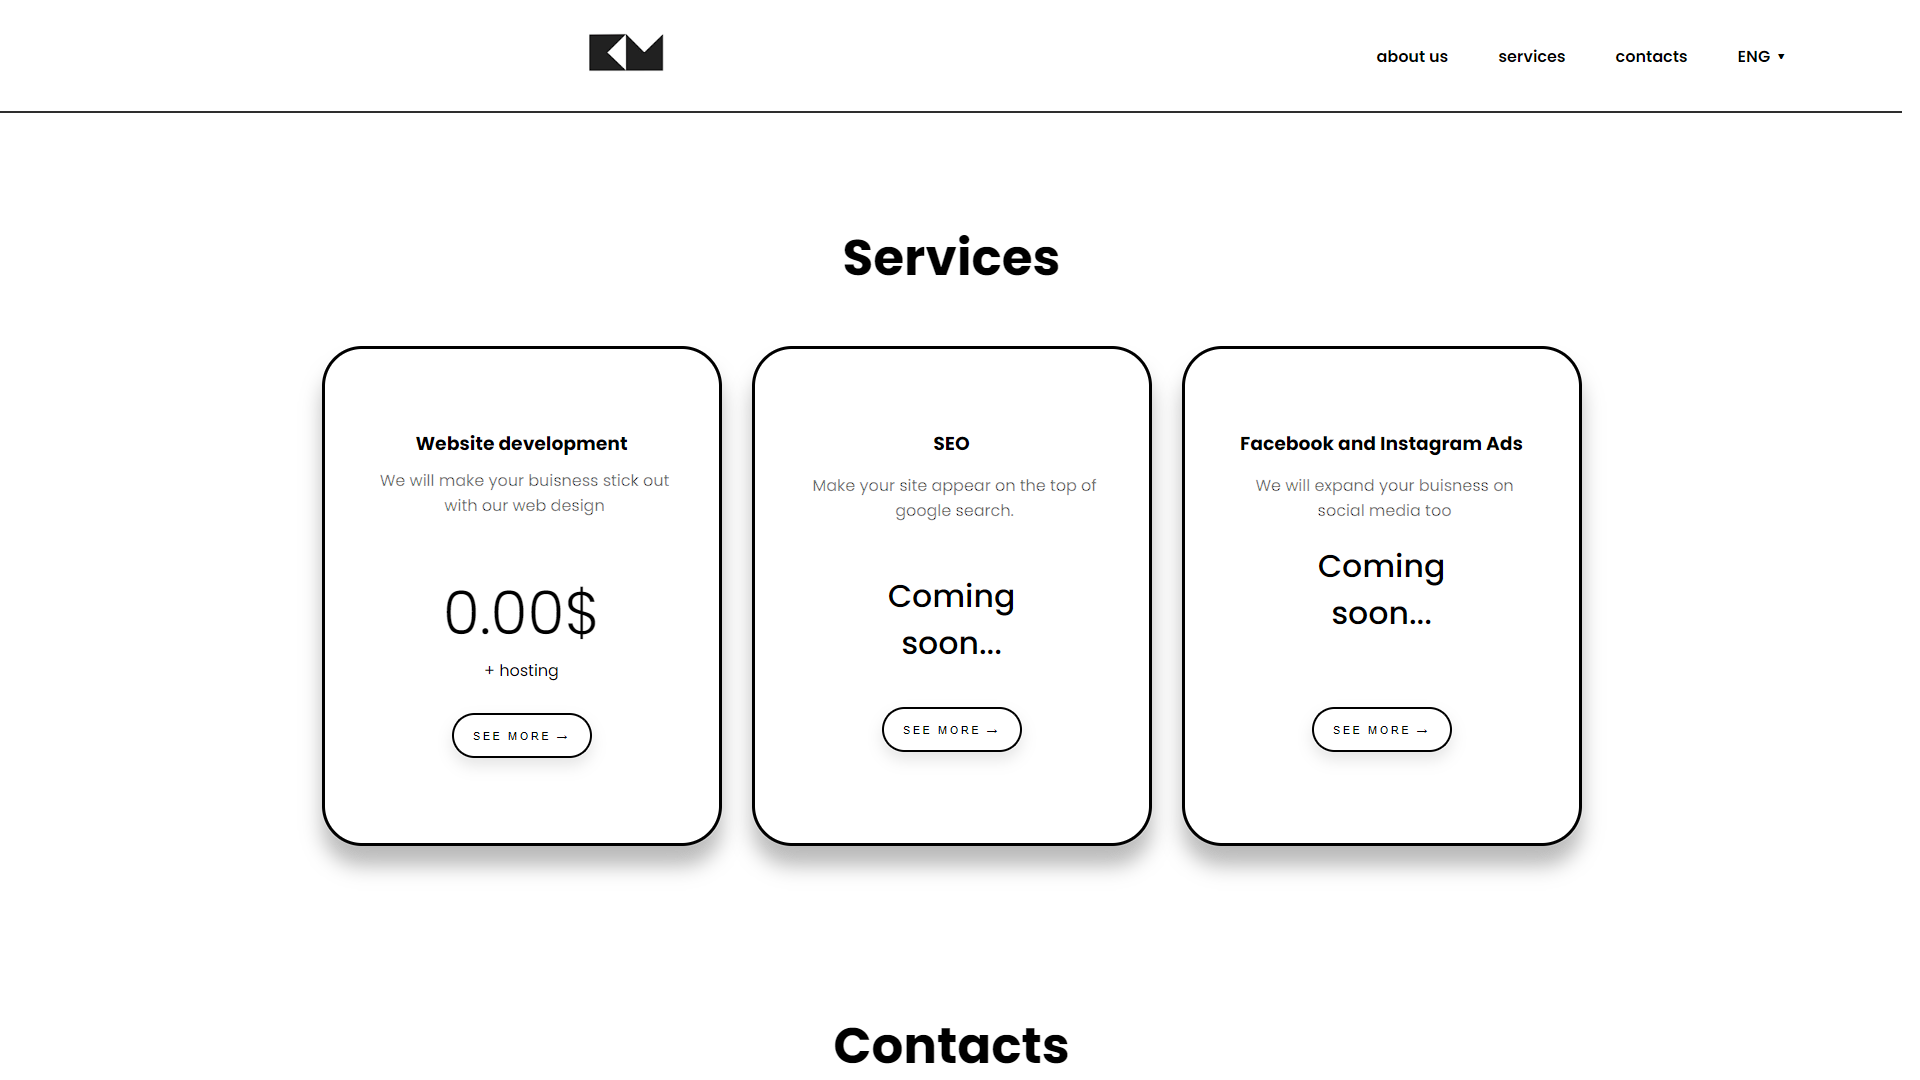 KM
about us
services
contacts
ENG ▼
Services
Website development
We will make your buisness stick out
with our web design
0.00$
+ hosting
SEE MORE →
SEO
Make your site appear on the top of
google search.
Coming
soon...
SEE MORE →
Facebook and Instagram Ads
We will expand your buisness on
social media too
Coming
soon...
SEE MORE →
Contacts